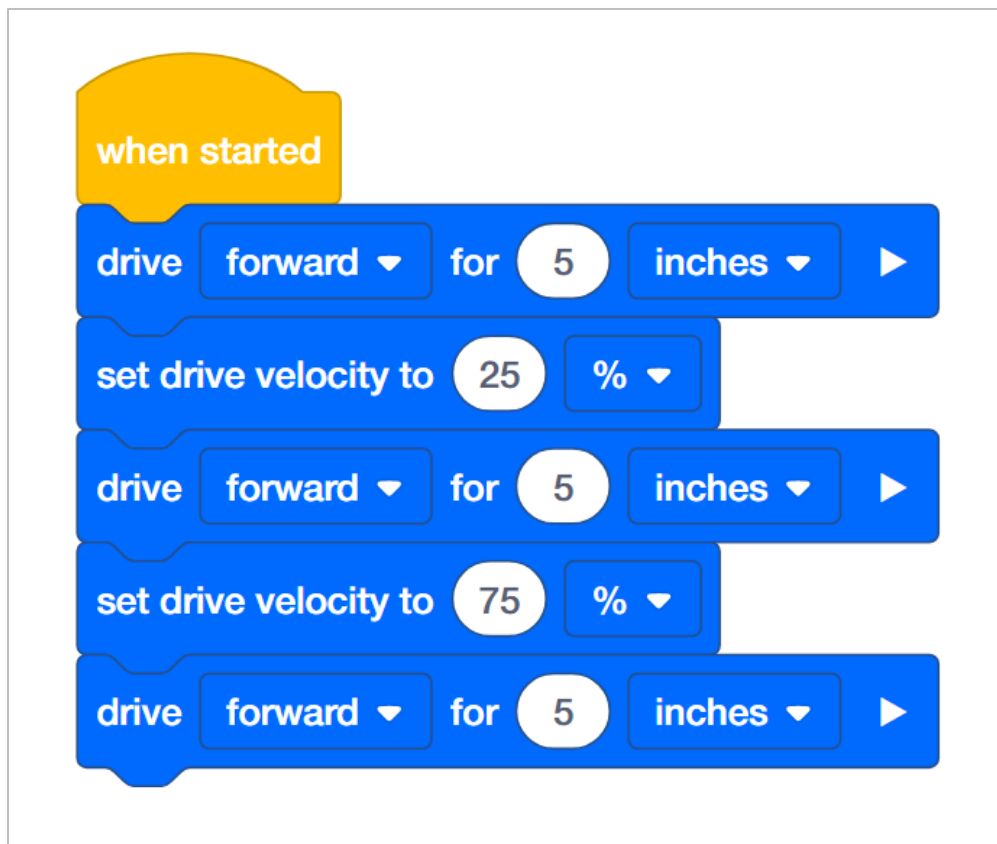 when started
drive forward for 5 inches
set drive velocity to 25 %
drive forward for 5 inches
set drive velocity to 75 %
drive forward for 5 inches